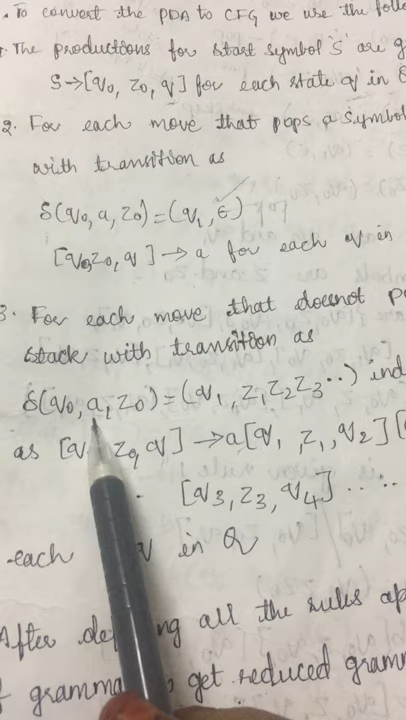 . To convert the PDA to CFG we use the follo
. The productions for start symbol 'S' are g
S→[q0, Z0, q] for each state q in
2. For each move that pops a symbol
with transition as
δ(q0, a, Z0) = (q1, ϵ)
[q0Z0, q] → a for each q in
3. For each move that doesnot p
stack with transition as
δ(q0, a, Z0) = (q1, Z1Z2Z3..) ind
as [q Z0, q] → a[q1, Z1, q2][
[q3, Z3, q4] ....
each q in Q
After de ng all the rules ap
gramma get reduced gramm